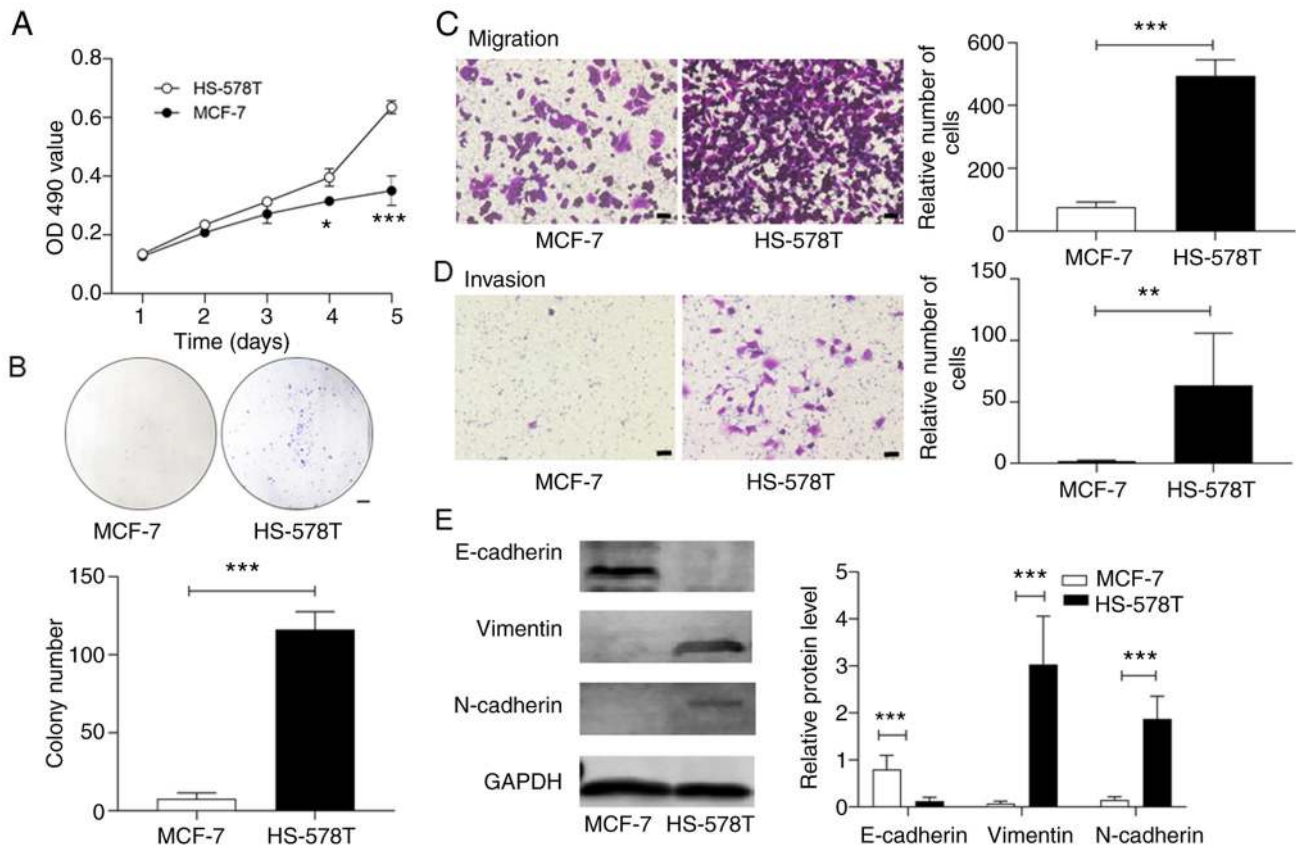 A
0.8
HS-578T
MCF-7
0.6
OD 490 value
0.4
0.2
*
***
0.0
1 2 3 4 5
Time (days)
B
MCF-7 HS-578T
***
150
100
50
0
Colony number
MCF-7 HS-578T
C
Migration
MCF-7 HS-578T
***
600
400
200
0
Relative number of
cells
MCF-7 HS-578T
D
Invasion
MCF-7 HS-578T
**
150
100
50
0
Relative number of
cells
MCF-7 HS-578T
E
E-cadherin
Vimentin
N-cadherin
GAPDH
MCF-7 HS-578T
5
4
3
2
1
0
Relative protein level
MCF-7
HS-578T
***
***
***
E-cadherin Vimentin N-cadherin